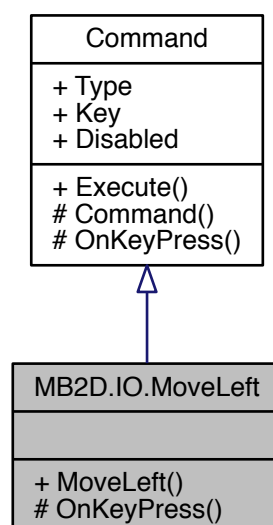 Command
+ Type
+ Key
+ Disabled
+ Execute()
# Command()
# OnKeyPress()
MB2D.IO.MoveLeft
+ MoveLeft()
# OnKeyPress()